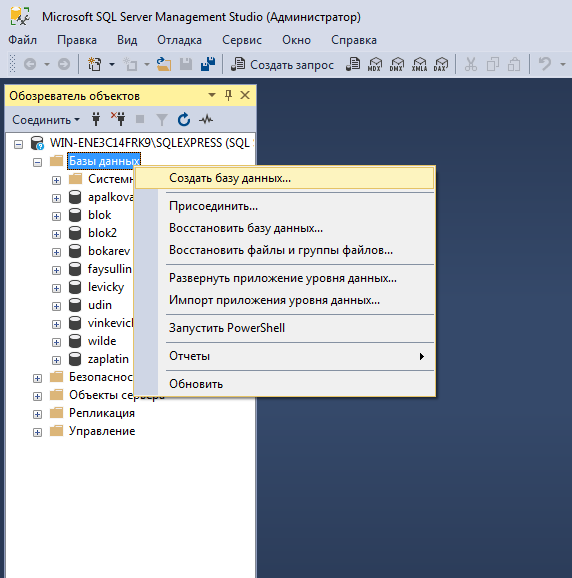 Microsoft SQL Server Management Studio (Администратор)
Файл Правка Вид Отладка Сервис Окно Справка
Создать запрос MDX DMX XMLA DAX
Обозреватель объектов
Соединить
WIN-ENE3C14FRK9\SQLEXPRESS (SQL
Базы данных
Создать базу данных...
Системн
apalkova
Присоединить...
blok
Восстановить базу данных...
blok2
Восстановить файлы и группы файлов...
bokarev
faysullin
Развернуть приложение уровня данных...
levicky
Импорт приложения уровня данных...
udin
vinkevich
Запустить PowerShell
wilde
Отчеты
zaplatin
Безопаснос
Обновить
Объекты сервера
Репликация
Управление